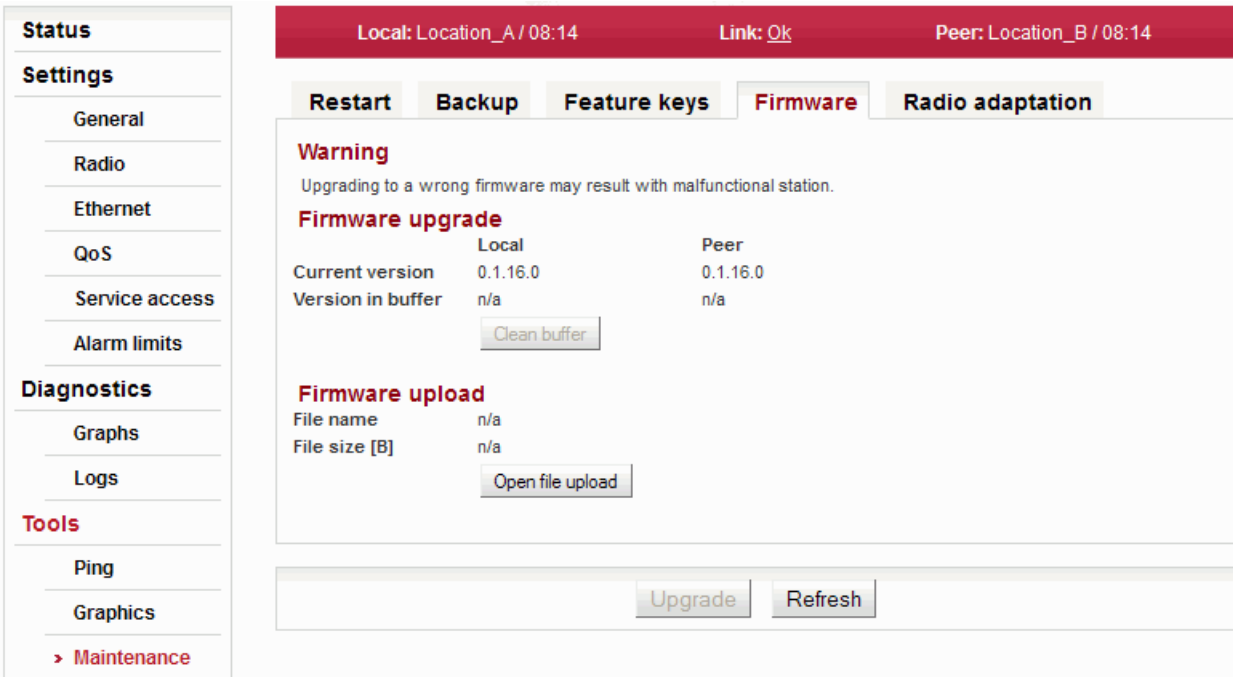 Status
Settings
General
Radio
Ethernet
QoS
Service access
Alarm limits
Diagnostics
Graphs
Logs
Tools
Ping
Graphics
› Maintenance
Local: Location_A / 08:14 Link: Ok Peer: Location_B / 08:14
Restart Backup Feature keys Firmware Radio adaptation
Warning
Upgrading to a wrong firmware may result with malfunctional station.
Firmware upgrade
Local Peer
Current version 0.1.16.0 0.1.16.0
Version in buffer n/a n/a
Clean buffer
Firmware upload
File name n/a
File size [B] n/a
Open file upload
Upgrade Refresh